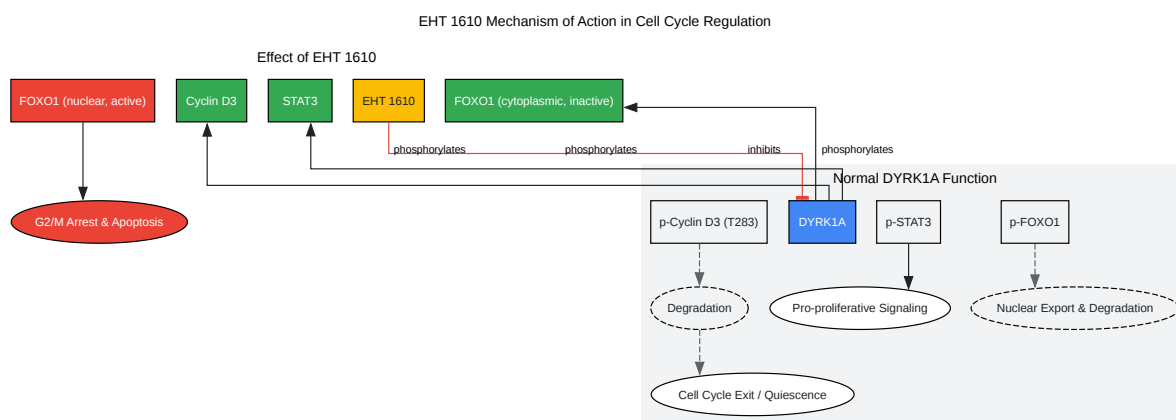 EHT 1610 Mechanism of Action in Cell Cycle Regulation
Effect of EHT 1610
FOXO1 (nuclear, active)
Cyclin D3
STAT3
EHT 1610
FOXO1 (cytoplasmic, inactive)
phosphorylates
phosphorylates
inhibits
phosphorylates
Normal DYRK1A Function
G2/M Arrest & Apoptosis
p-Cyclin D3 (T283)
DYRK1A
p-STAT3
p-FOXO1
Degradation
Pro-proliferative Signaling
Nuclear Export & Degradation
Cell Cycle Exit / Quiescence